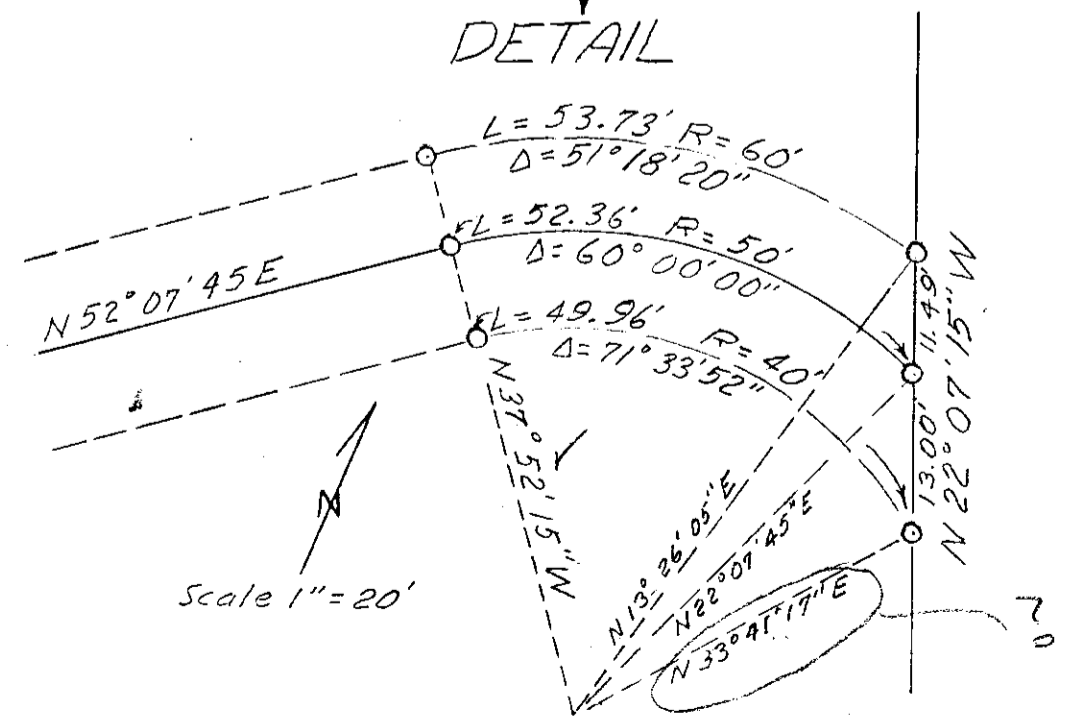 DETAIL
L = 53.73' R = 60'
Δ = 51° 18' 20"
L = 52.36' R = 50'
Δ = 60° 00' 00"
N 52° 07' 45 E
L = 49.96' R = 40'
Δ = 71° 33' 52"
11.49'
13.00'
N 22° 07' 15" W
N 37° 52' 15" W
N 13° 26' 05" E
N 22° 07' 45" E
N 33° 41' 17" E
?
N
Scale 1" = 20'